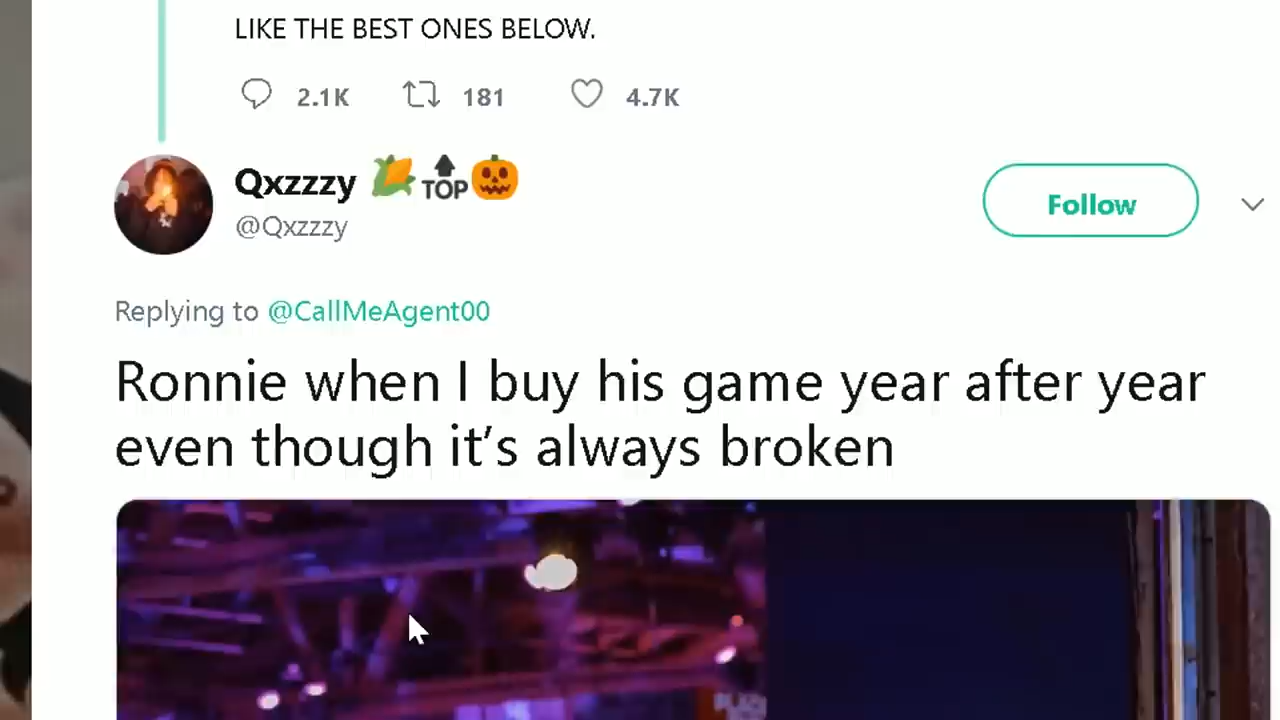 LIKE THE BEST ONES BELOW.
2.1K 181 4.7K
Qxzzzy 🌽🔝🎃
@Qxzzzy
Follow
Replying to @CallMeAgent00
Ronnie when I buy his game year after year
even though it's always broken